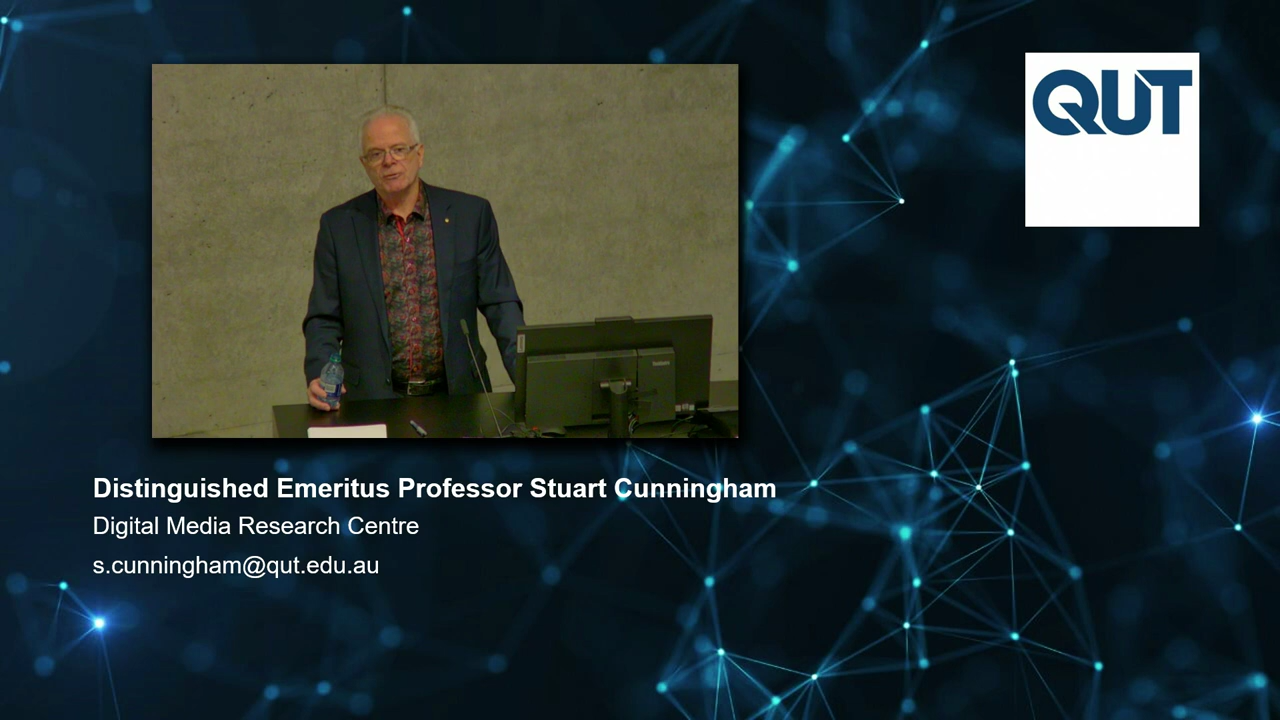 QUT
Distinguished Emeritus Professor Stuart Cunningham
Digital Media Research Centre
s.cunningham@qut.edu.au